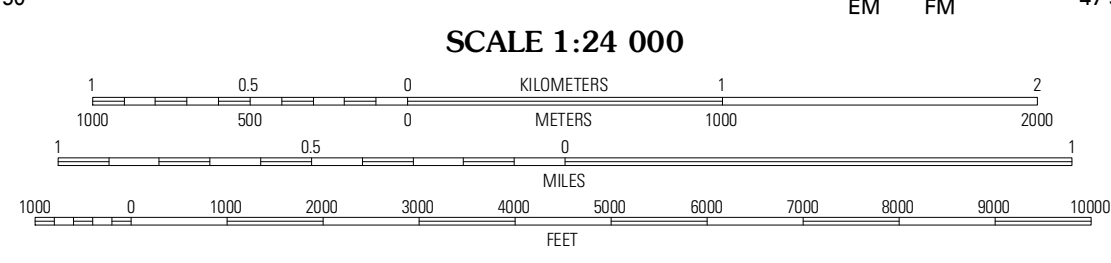 EM FM
SCALE 1:24 000
1 0.5 0 KILOMETERS 1 2
1000 500 0 METERS 1000 2000
1 0.5 0 1
MILES
1000 0 1000 2000 3000 4000 5000 6000 7000 8000 9000 10000
FEET